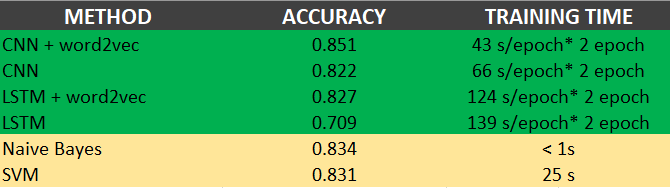 METHOD ACCURACY TRAINING TIME
CNN + word2vec 0.851 43 s/epoch* 2 epoch
CNN 0.822 66 s/epoch* 2 epoch
LSTM + word2vec 0.827 124 s/epoch* 2 epoch
LSTM 0.709 139 s/epoch* 2 epoch
Naive Bayes 0.834 < 1s
SVM 0.831 25 s